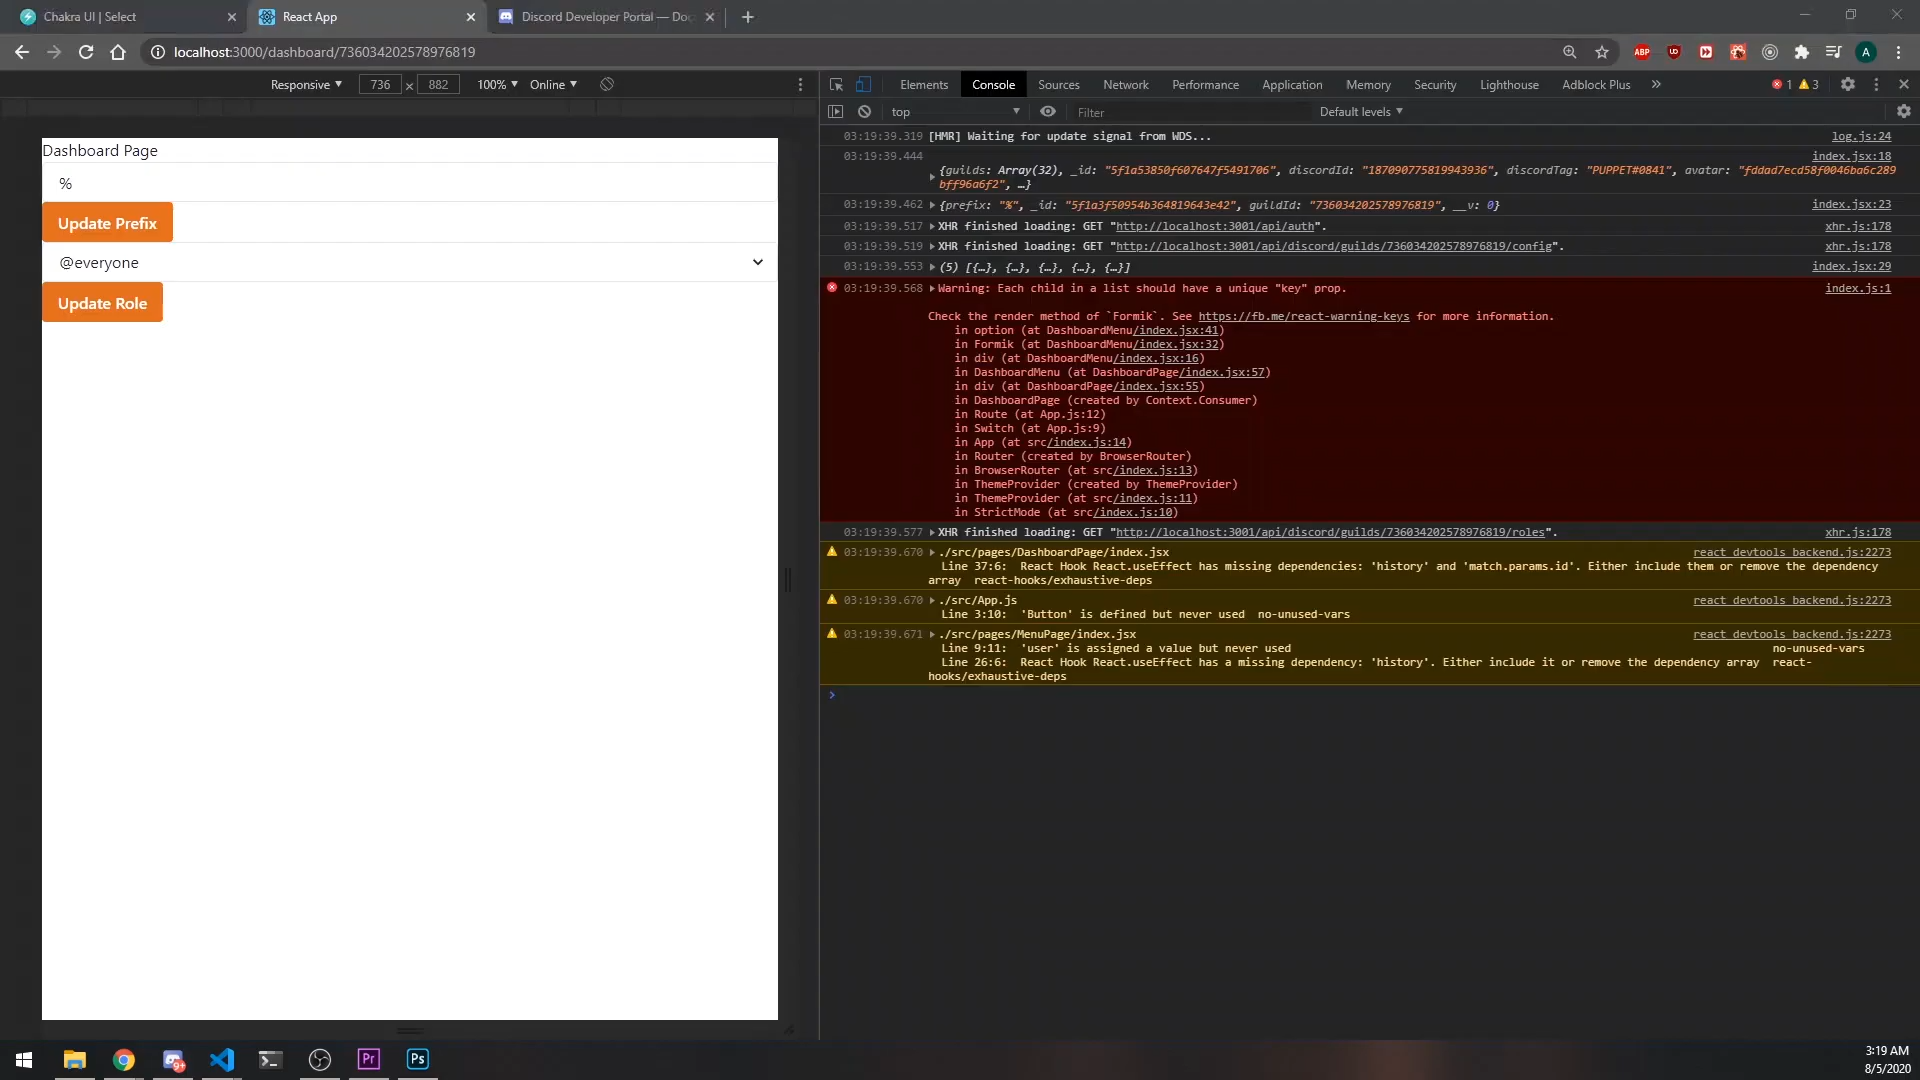 Chakra UI | Select
React App
Discord Developer Portal — Doc
localhost:3000/dashboard/736034202578976819
ABP
A
Responsive
736 × 882
100%
Online
Elements
Console
Sources
Network
Performance
Application
Memory
Security
Lighthouse
Adblock Plus
1
3
top
Filter
Default levels
Dashboard Page
%
Update Prefix
@everyone
Update Role
03:19:39.319 [HMR] Waiting for update signal from WDS... log.js:24
03:19:39.444 index.jsx:18
{guilds: Array(32), _id: "5f1a53850f607647f5491706", discordId: "187090775819943936", discordTag: "PUPPET#0841", avatar: "fddad7ecd58f0046ba6c289
bff96a6f2", …}
03:19:39.462 {prefix: "%", _id: "5f1a3f50954b364819643e42", guildId: "736034202578976819", __v: 0} index.jsx:23
03:19:39.517 XHR finished loading: GET "http://localhost:3001/api/auth". xhr.js:178
03:19:39.519 XHR finished loading: GET "http://localhost:3001/api/discord/guilds/736034202578976819/config". xhr.js:178
03:19:39.553 (5) [{…}, {…}, {…}, {…}, {…}] index.jsx:29
03:19:39.568 Warning: Each child in a list should have a unique "key" prop. index.js:1
Check the render method of `Formik`. See https://fb.me/react-warning-keys for more information.
in option (at DashboardMenu/index.jsx:41)
in Formik (at DashboardMenu/index.jsx:32)
in div (at DashboardMenu/index.jsx:16)
in DashboardMenu (at DashboardPage/index.jsx:57)
in div (at DashboardPage/index.jsx:55)
in DashboardPage (created by Context.Consumer)
in Route (at App.js:12)
in Switch (at App.js:9)
in App (at src/index.js:14)
in Router (created by BrowserRouter)
in BrowserRouter (at src/index.js:13)
in ThemeProvider (created by ThemeProvider)
in ThemeProvider (at src/index.js:11)
in StrictMode (at src/index.js:10)
03:19:39.577 XHR finished loading: GET "http://localhost:3001/api/discord/guilds/736034202578976819/roles". xhr.js:178
03:19:39.670 ./src/pages/DashboardPage/index.jsx react_devtools_backend.js:2273
Line 37:6: React Hook React.useEffect has missing dependencies: 'history' and 'match.params.id'. Either include them or remove the dependency
array react-hooks/exhaustive-deps
03:19:39.670 ./src/App.js react_devtools_backend.js:2273
Line 3:10: 'Button' is defined but never used no-unused-vars
03:19:39.671 ./src/pages/MenuPage/index.jsx react_devtools_backend.js:2273
Line 9:11: 'user' is assigned a value but never used no-unused-vars
Line 26:6: React Hook React.useEffect has a missing dependency: 'history'. Either include it or remove the dependency array react-
hooks/exhaustive-deps
9+
Pr
Ps
3:19 AM
8/5/2020